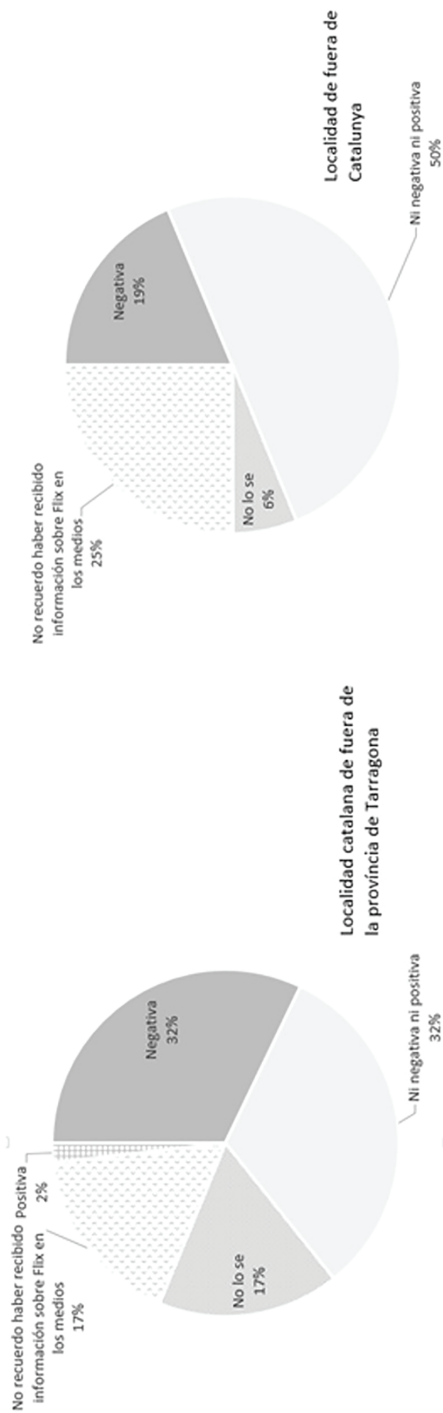 No recuerdo haber recibido
información sobre Flix en
los medios
17%
Positiva
2%
Negativa
32%
No lo se
17%
Ni negativa ni positiva
32%
Localidad catalana de fuera de
la província de Tarragona
No recuerdo haber recibido
información sobre Flix en
los medios
25%
Negativa
19%
No lo se
6%
Ni negativa ni positiva
50%
Localidad de fuera de
Catalunya